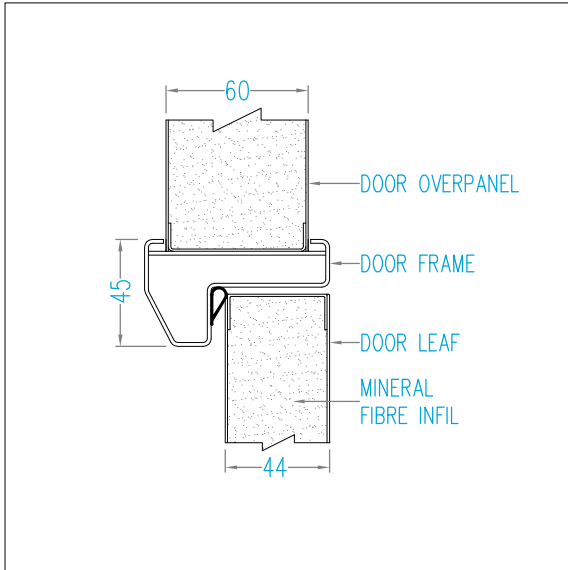 60
DOOR OVERPANEL
45
DOOR FRAME
DOOR LEAF
MINERAL
FIBRE INFIL
44